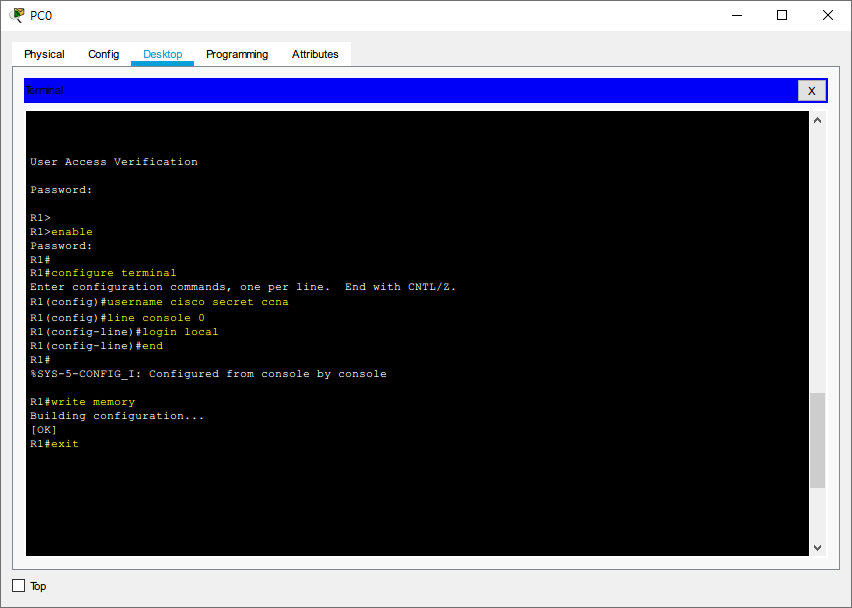 PC0
Physical Config Desktop Programming Attributes
Terminal X
User Access Verification
Password:
R1>
R1>enable
Password:
R1#
R1#configure terminal
Enter configuration commands, one per line.  End with CNTL/Z.
R1(config)#username cisco secret ccna
R1(config)#line console 0
R1(config-line)#login local
R1(config-line)#end
R1#
%SYS-5-CONFIG_I: Configured from console by console
R1#write memory
Building configuration...
[OK]
R1#exit
Top